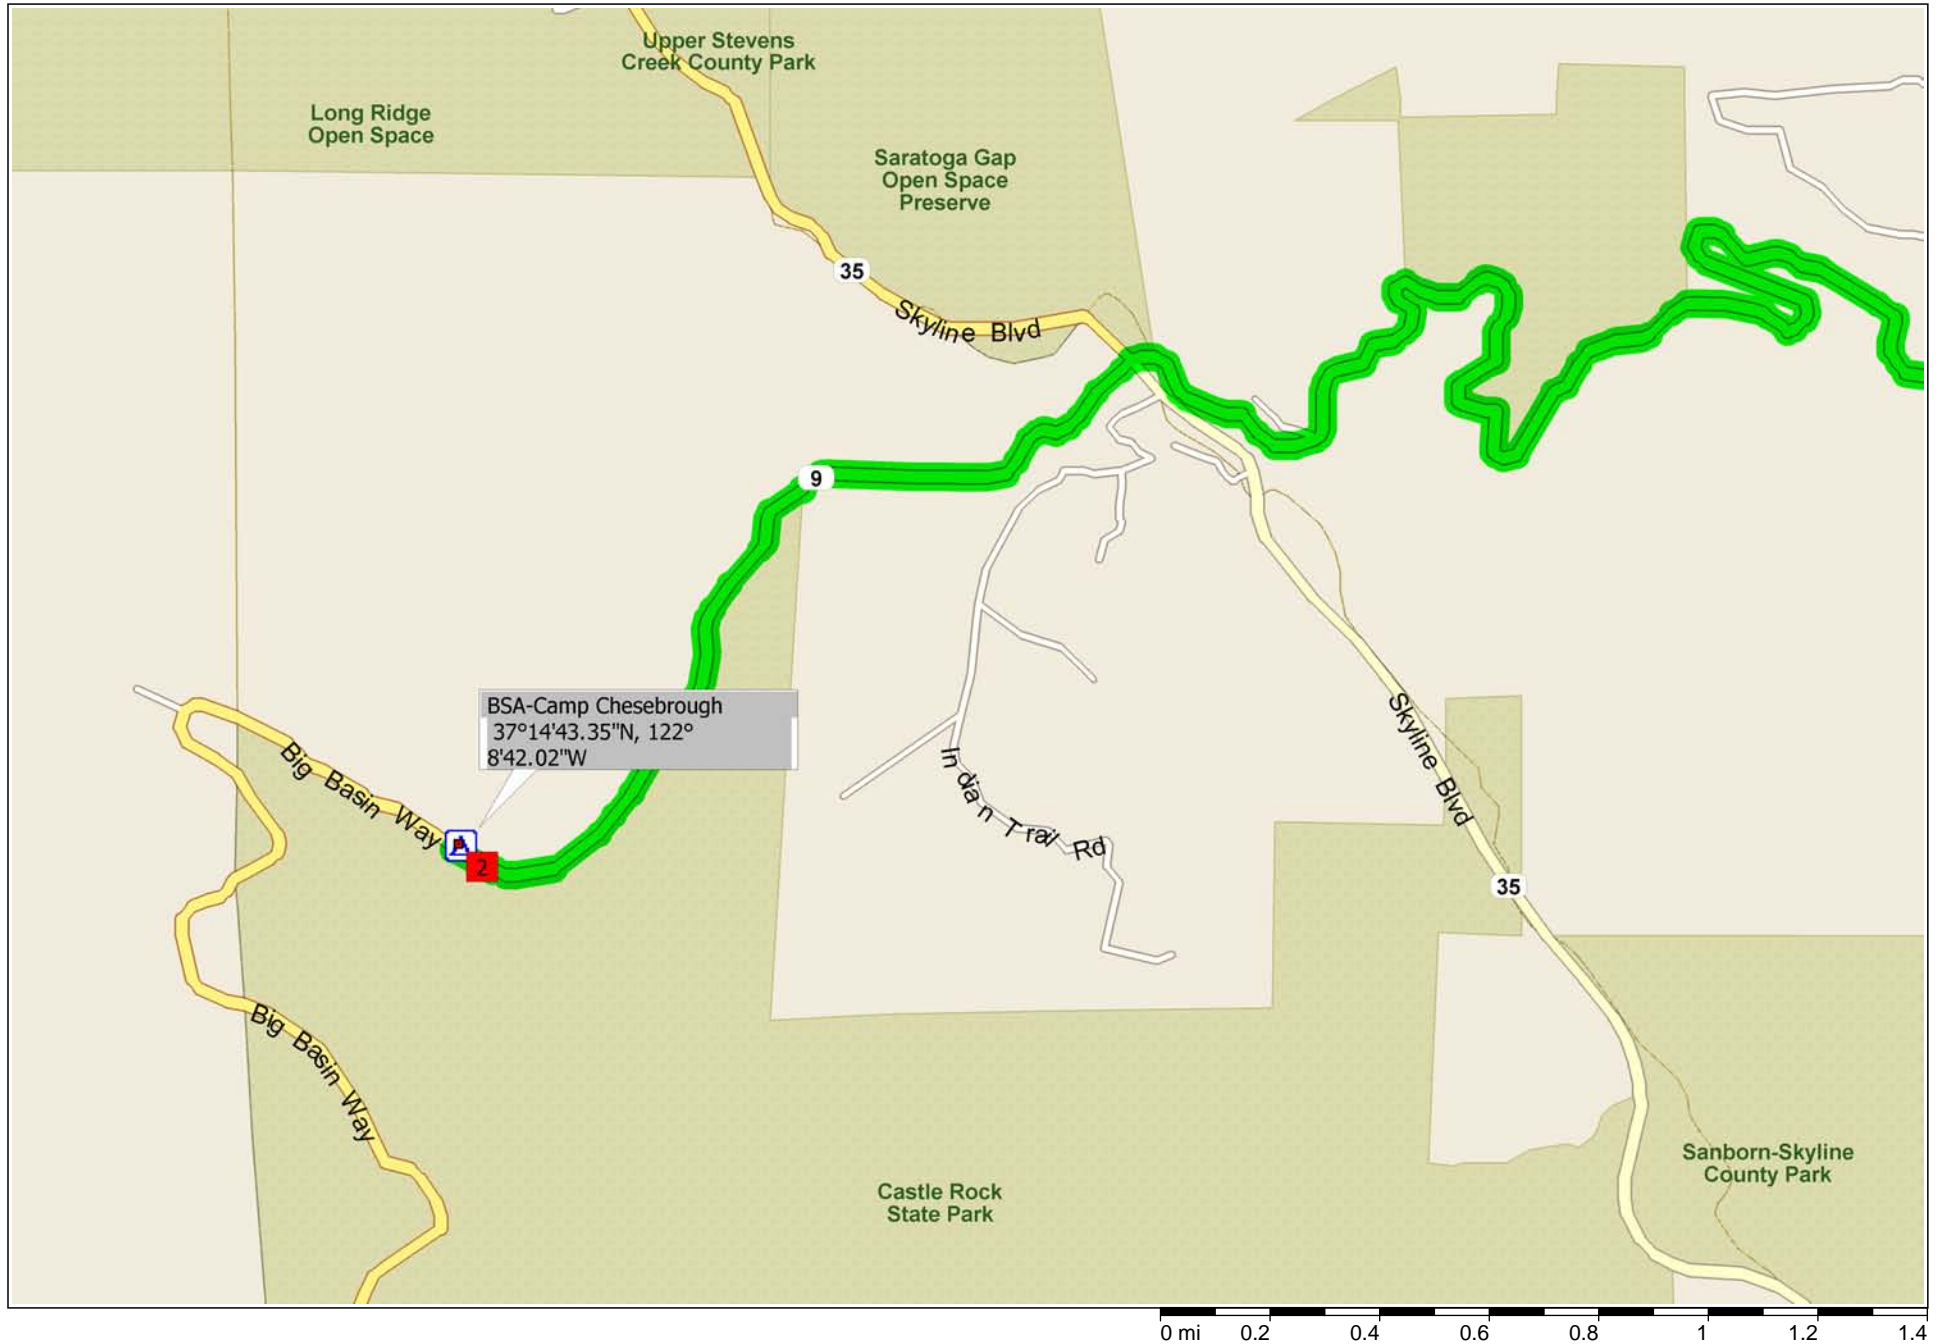 Upper Stevens
Creek County Park
Long Ridge
Open Space
Saratoga Gap
Open Space
Preserve
35
Skyline Blvd
9
BSA-Camp Chesebrough
37°14'43.35"N, 122°
8'42.02"W
Big Basin Way
2
Indian Trail Rd
Skyline Blvd
35
Big Basin Way
Castle Rock
State Park
Sanborn-Skyline
County Park
0 mi 0.2 0.4 0.6 0.8 1 1.2 1.4